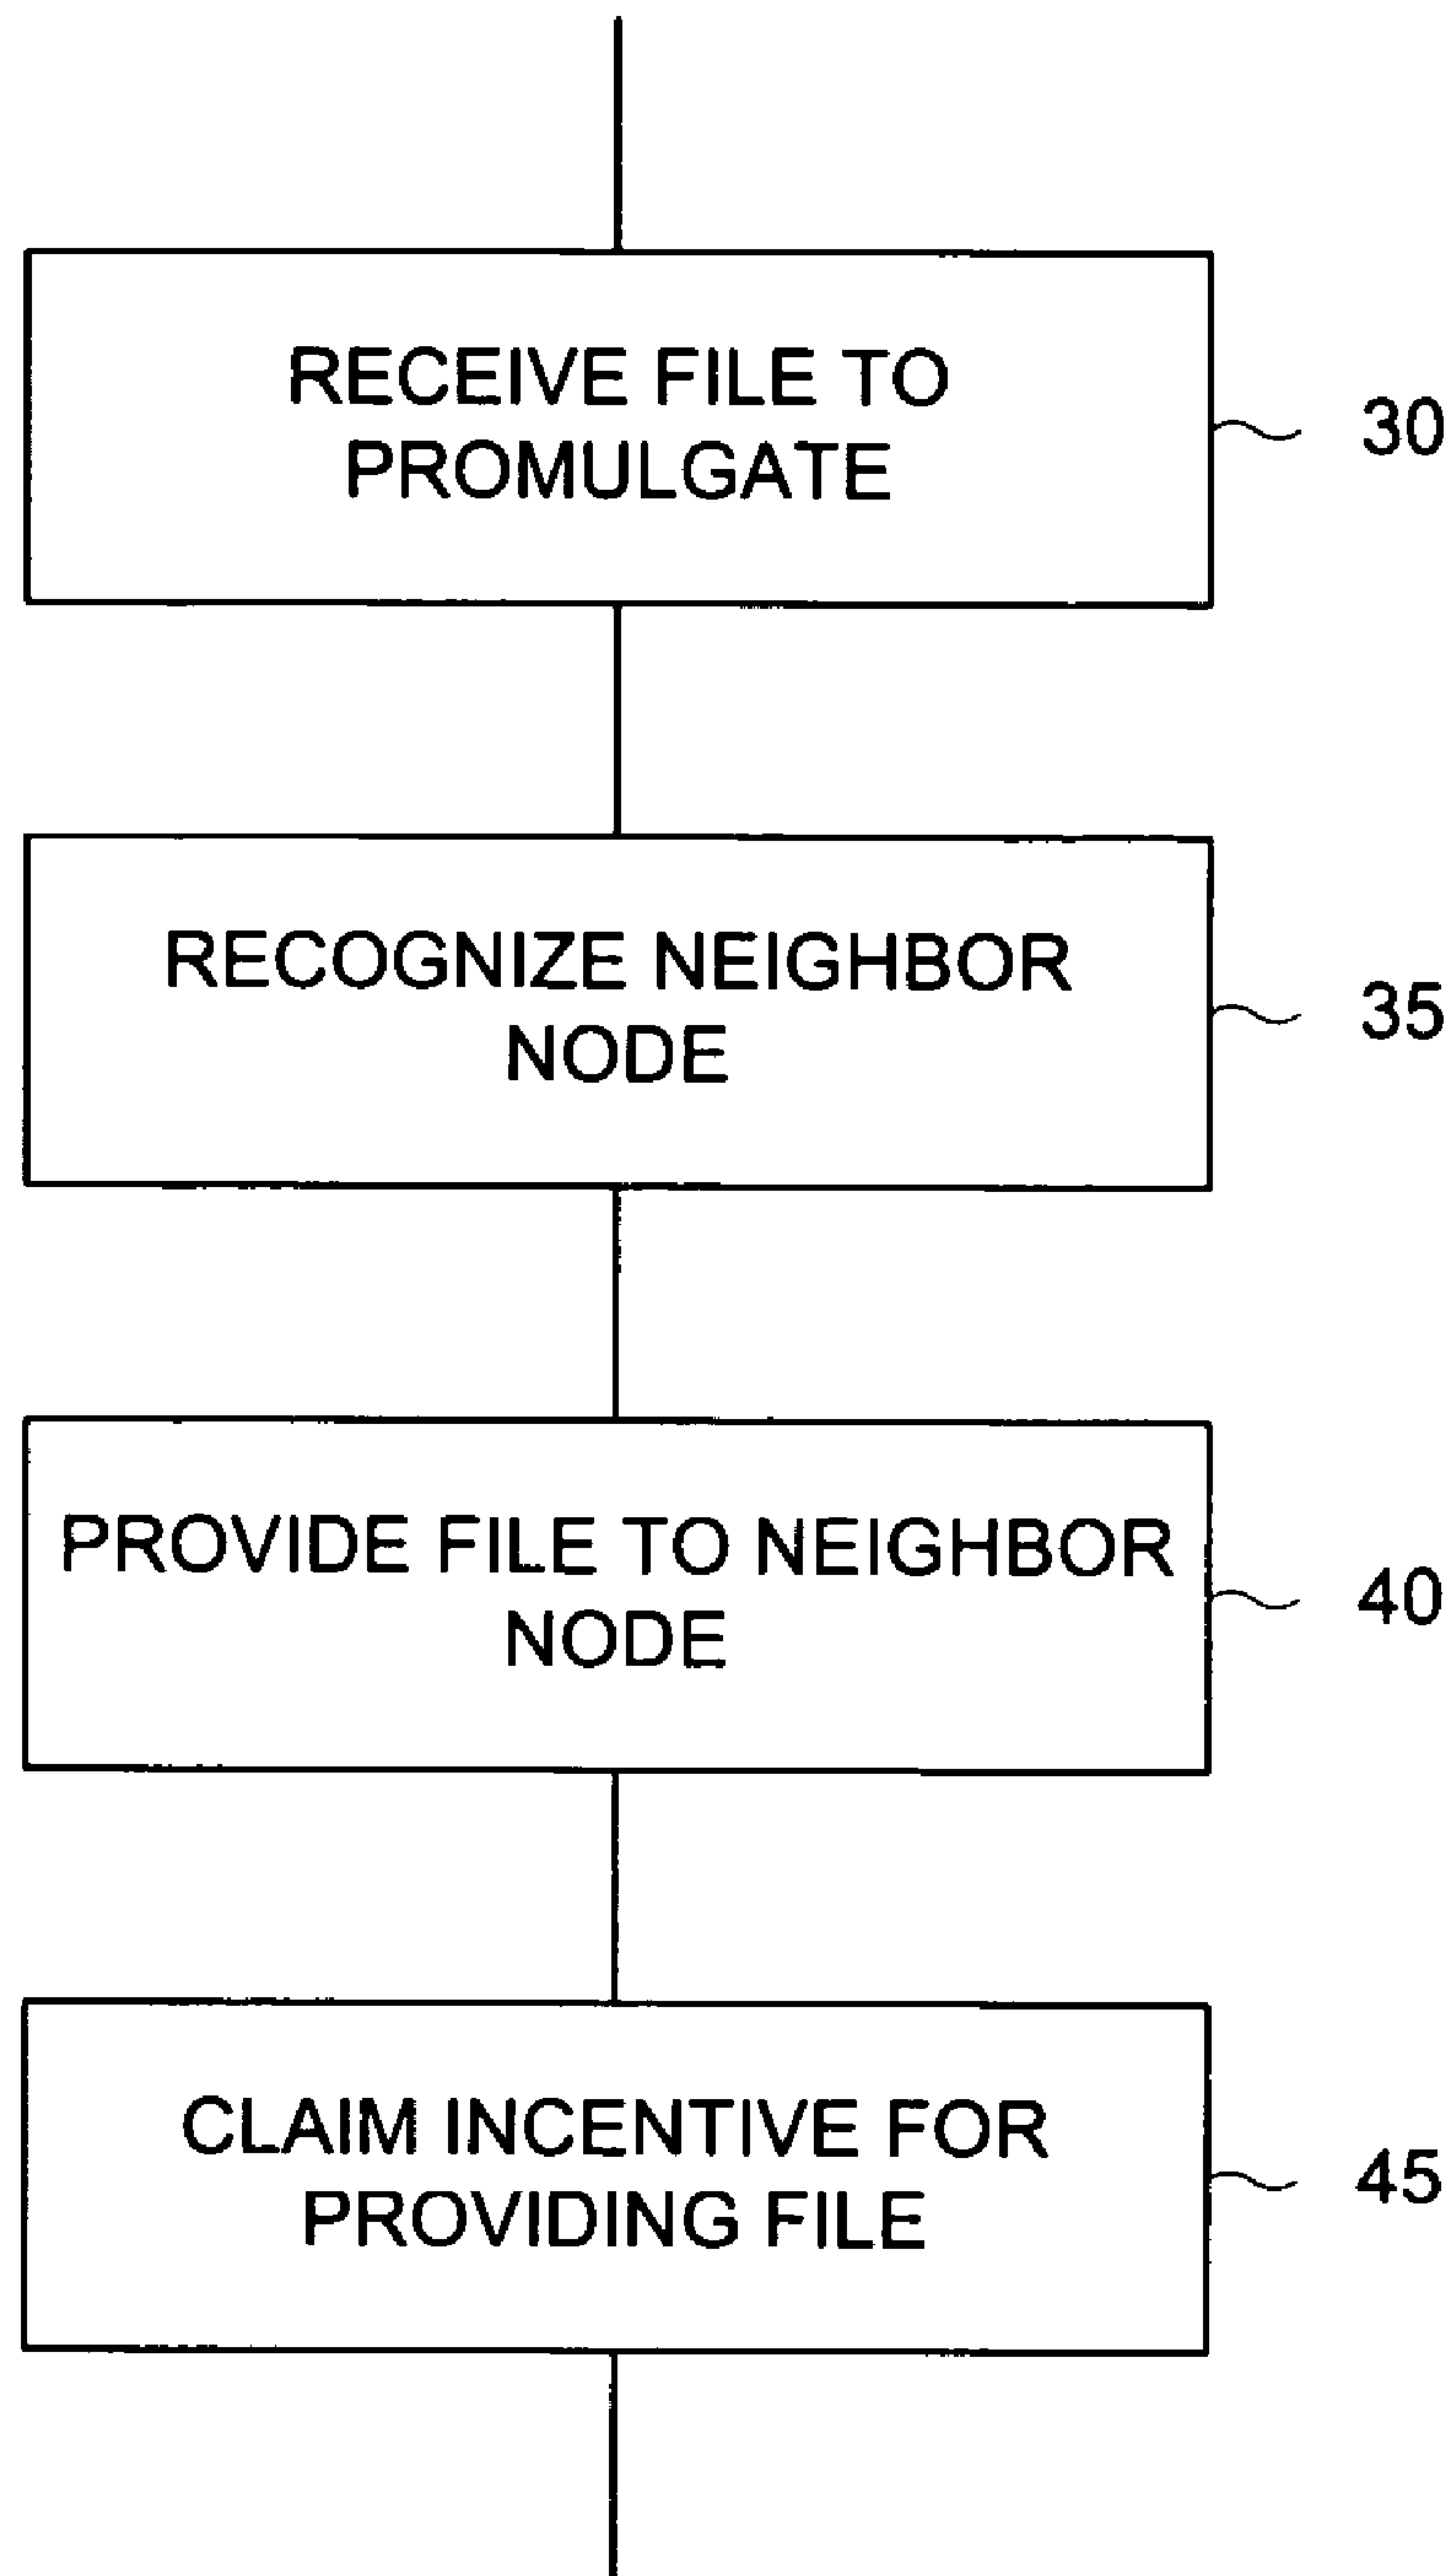 RECEIVE FILE TO
PROMULGATE
30
RECOGNIZE NEIGHBOR
NODE
35
PROVIDE FILE TO NEIGHBOR
NODE
40
CLAIM INCENTIVE FOR
PROVIDING FILE
45